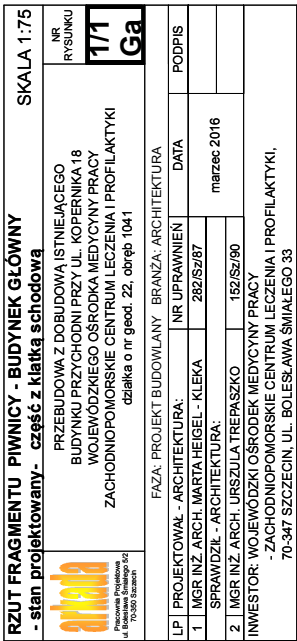 RZUT FRAGMENTU PIWNICY - BUDYNEK GŁÓWNY
- stan projektowany- część z klatką schodową
SKALA 1:75
arkada
Pracownia Projektowa
ul. Bolesława Śmiałego 5/2
70-350 Szczecin
PRZEBUDOWA Z DOBUDOWĄ ISTNIEJĄCEGO
BUDYNKU PRZYCHODNI PRZY UL. KOPERNIKA 18
WOJEWÓDZKIEGO OŚRODKA MEDYCYNY PRACY
ZACHODNIOPOMORSKIE CENTRUM LECZENIA I PROFILAKTYKI
działka o nr geod. 22, obręb 1041
NR
RYSUNKU
1/1
Ga
FAZA: PROJEKT BUDOWLANY BRANŻA: ARCHITEKTURA
LP PROJEKTOWAŁ - ARCHITEKTURA: NR UPRAWNIEŃ DATA PODPIS
1 MGR INŻ. ARCH. MARTA HEIGEL - KLEKA 282/Sz/87
SPRAWDZIŁ - ARCHITEKTURA: marzec 2016
2 MGR INŻ. ARCH. URSZULA TREPASZKO 152/Sz/90
INWESTOR: WOJEWÓDZKI OŚRODEK MEDYCYNY PRACY
- ZACHODNIOPOMORSKIE CENTRUM LECZENIA I PROFILAKTYKI,
70-347 SZCZECIN, UL. BOLESŁAWA ŚMIAŁEGO 33